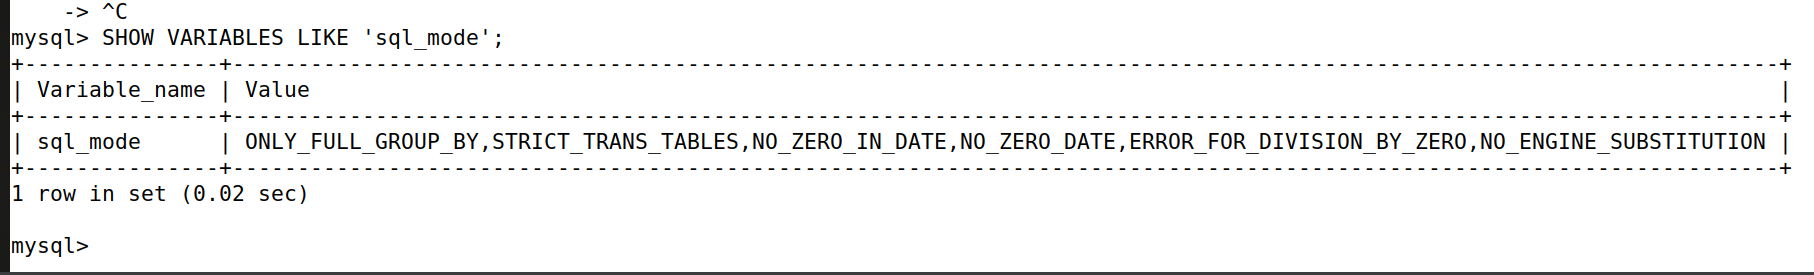 -> ^C
mysql> SHOW VARIABLES LIKE 'sql_mode';
+---------------+-----------------------------------------------------------------------------------------------------------------------+
| Variable_name | Value                                                                                                                 |
+---------------+-----------------------------------------------------------------------------------------------------------------------+
| sql_mode      | ONLY_FULL_GROUP_BY,STRICT_TRANS_TABLES,NO_ZERO_IN_DATE,NO_ZERO_DATE,ERROR_FOR_DIVISION_BY_ZERO,NO_ENGINE_SUBSTITUTION |
+---------------+-----------------------------------------------------------------------------------------------------------------------+
1 row in set (0.02 sec)

mysql>